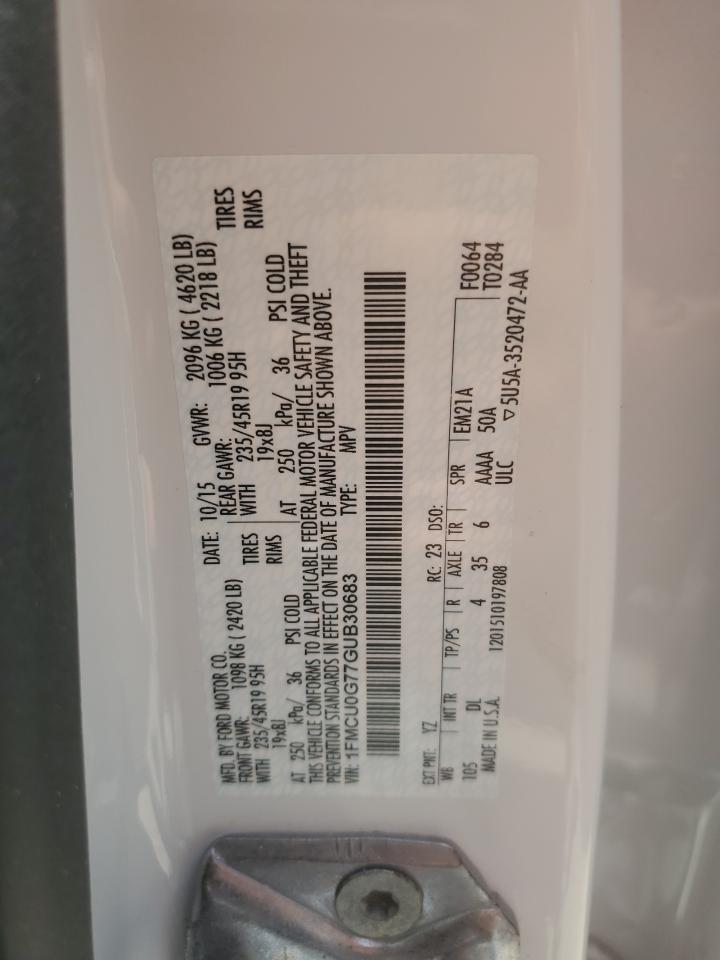 MFD. BY FORD MOTOR CO.
DATE: 10/15 GVWR: 2096 KG ( 4620 LB)
FRONT GAWR: 1098 KG ( 2420 LB)
REAR GAWR: 1006 KG ( 2218 LB)
WITH 235/45R19 95H TIRES
WITH 235/45R19 95H TIRES
19x8J RIMS
19x8J RIMS
AT 250 kPa/ 36 PSI COLD
AT 250 kPa/ 36 PSI COLD
THIS VEHICLE CONFORMS TO ALL APPLICABLE FEDERAL MOTOR VEHICLE SAFETY AND THEFT
PREVENTION STANDARDS IN EFFECT ON THE DATE OF MANUFACTURE SHOWN ABOVE.
VIN: 1FMCU0G77GUB30683 TYPE: MPV
EXT PNT: YZ RC: 23 DSO:
WB INT TR TP/PS R AXLE TR SPR EM21A F0064
105 DL 4 35 6 AAAA 50A T0284
MADE IN U.S.A. 1201510197808 ULC ▽5U5A-3520472-AA